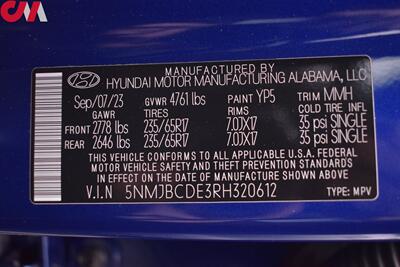 CM
MANUFACTURED BY
HYUNDAI MOTOR MANUFACTURING ALABAMA, LLC
Sep/07/23 GVWR 4761 lbs PAINT YP5 TRIM MMH
GAWR TIRES RIMS COLD TIRE INFL
FRONT 2778 lbs 235/65R17 7.0JX17 35 psi SINGLE
REAR 2646 lbs 235/65R17 7.0JX17 35 psi SINGLE
THIS VEHICLE CONFORMS TO ALL APPLICABLE U.S. FEDERAL
MOTOR VEHICLE SAFETY AND THEFT PREVENTION STANDARDS
IN EFFECT ON THE DATE OF MANUFACTURE SHOWN ABOVE.
V.I.N 5NMJBCDE3RH320612 TYPE: MPV